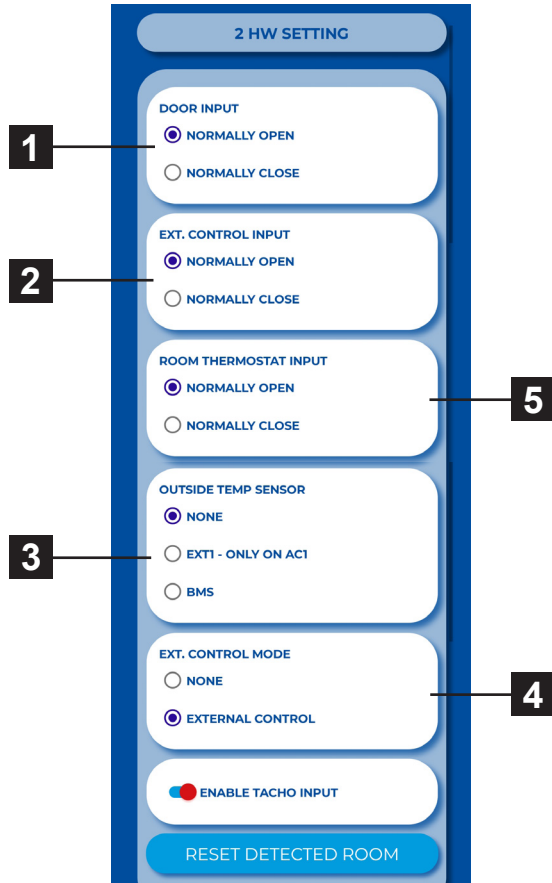 2 HW SETTING
DOOR INPUT
NORMALLY OPEN
1
NORMALLY CLOSE
EXT. CONTROL INPUT
NORMALLY OPEN
2
NORMALLY CLOSE
ROOM THERMOSTAT INPUT
NORMALLY OPEN
5
NORMALLY CLOSE
OUTSIDE TEMP SENSOR
NONE
3
EXT1 - ONLY ON AC1
BMS
EXT. CONTROL MODE
NONE
4
EXTERNAL CONTROL
ENABLE TACHO INPUT
RESET DETECTED ROOM